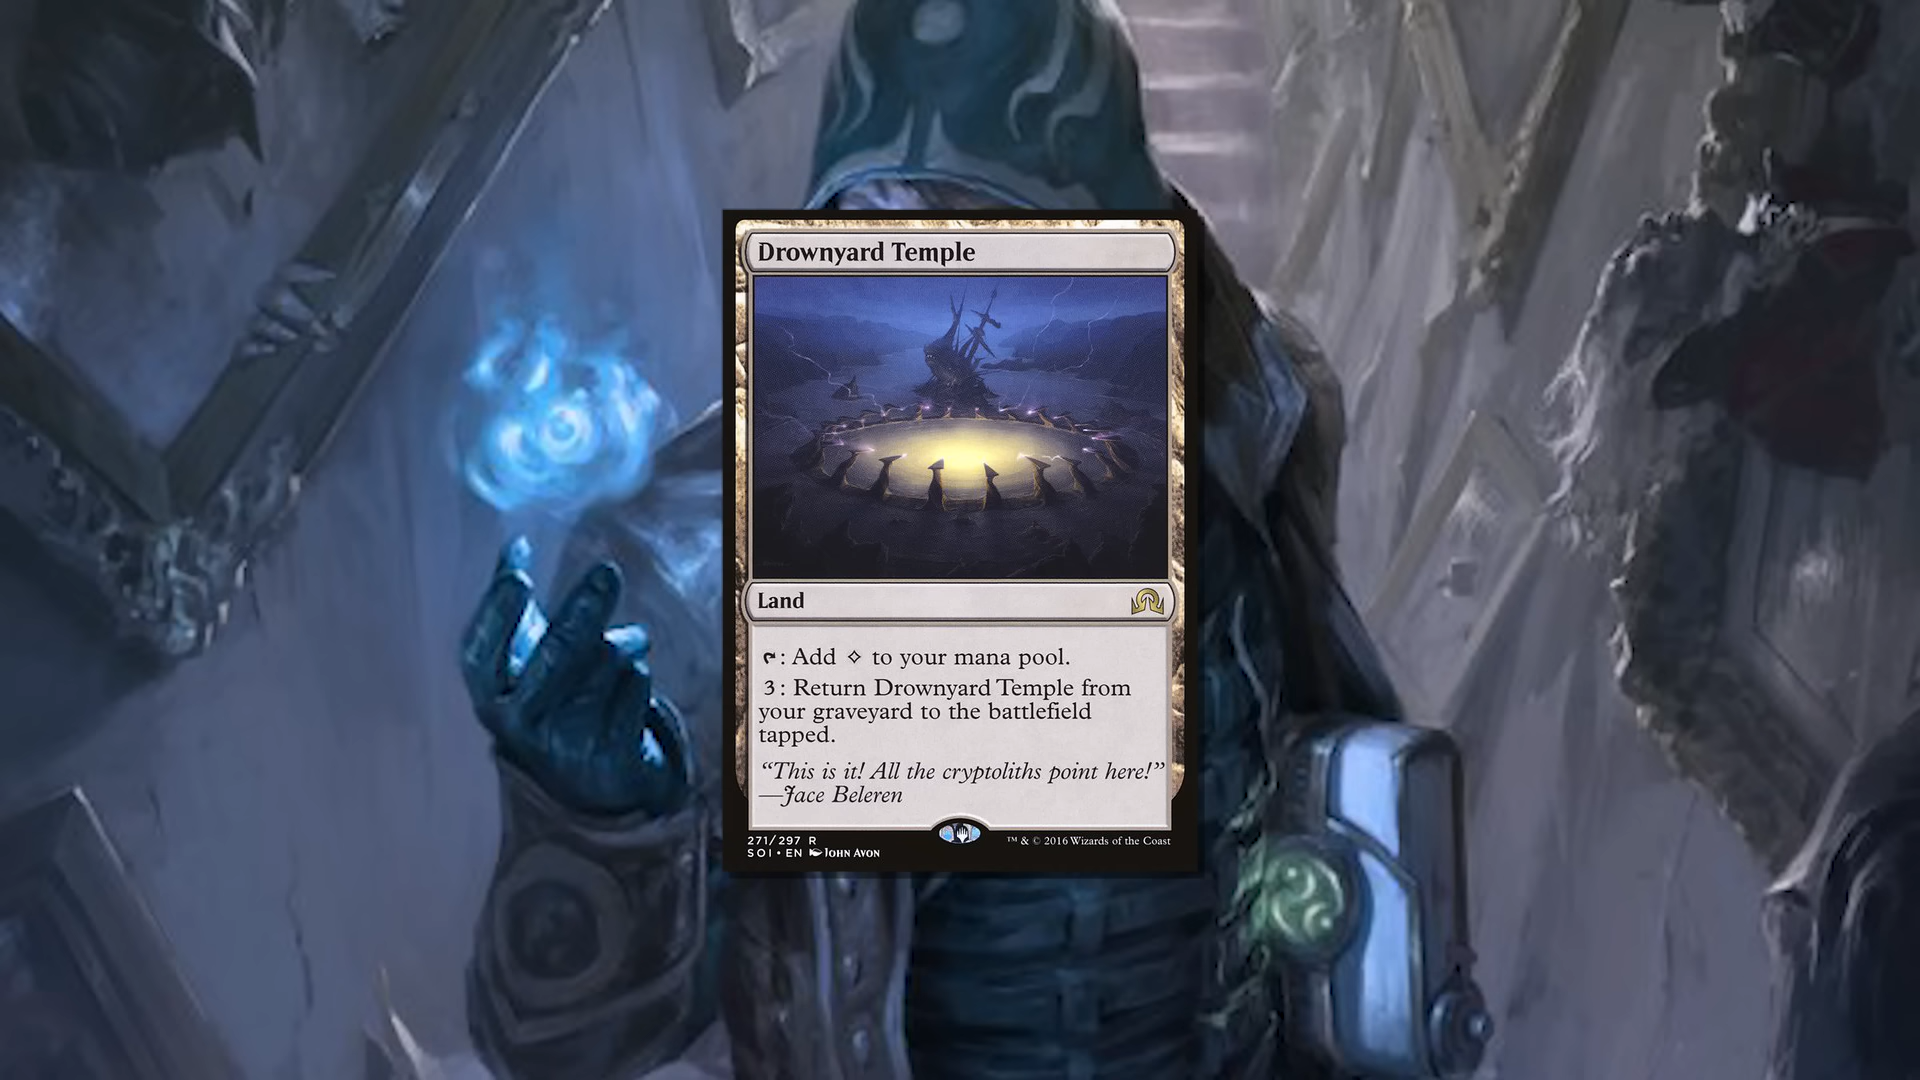 Drownyard Temple
Land
: Add to your mana pool.
3: Return Drownyard Temple from
your graveyard to the battlefield
tapped.
“This is it! All the cryptoliths point here!”
—Jace Beleren
271/297 R
SOI • EN John Avon
™ & © 2016 Wizards of the Coast